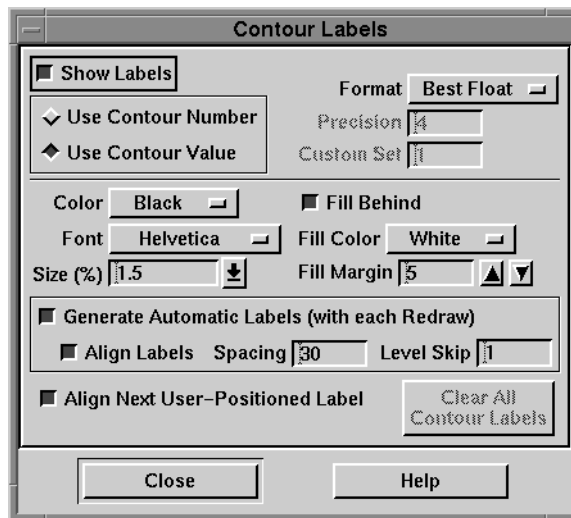 Contour Labels
Show Labels
Format Best Float
Use Contour Number
Precision 4
Use Contour Value
Custom Set 1
Color Black
Fill Behind
Font Helvetica
Fill Color White
Size (%) 1.5
Fill Margin 5
Generate Automatic Labels (with each Redraw)
Align Labels Spacing 30 Level Skip 1
Align Next User-Positioned Label
Clear All
Contour Labels
Close
Help